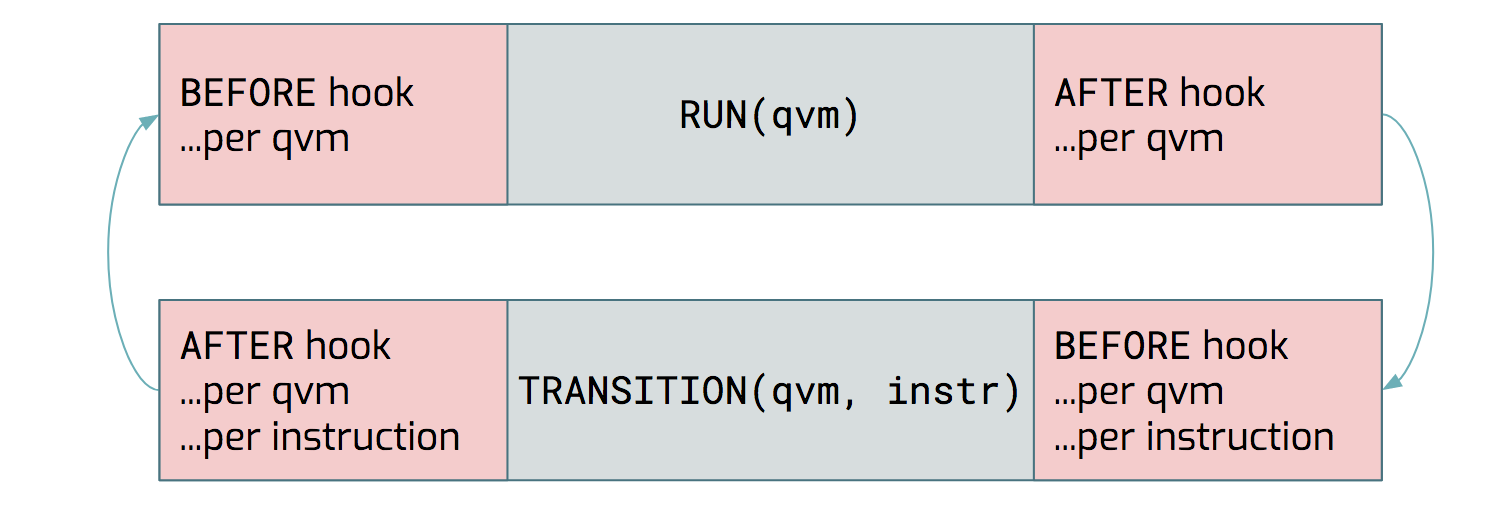 BEFORE hook
...per qvm
RUN(qvm)
AFTER hook
...per qvm
AFTER hook
...per qvm
...per instruction
TRANSITION(qvm, instr)
BEFORE hook
...per qvm
...per instruction